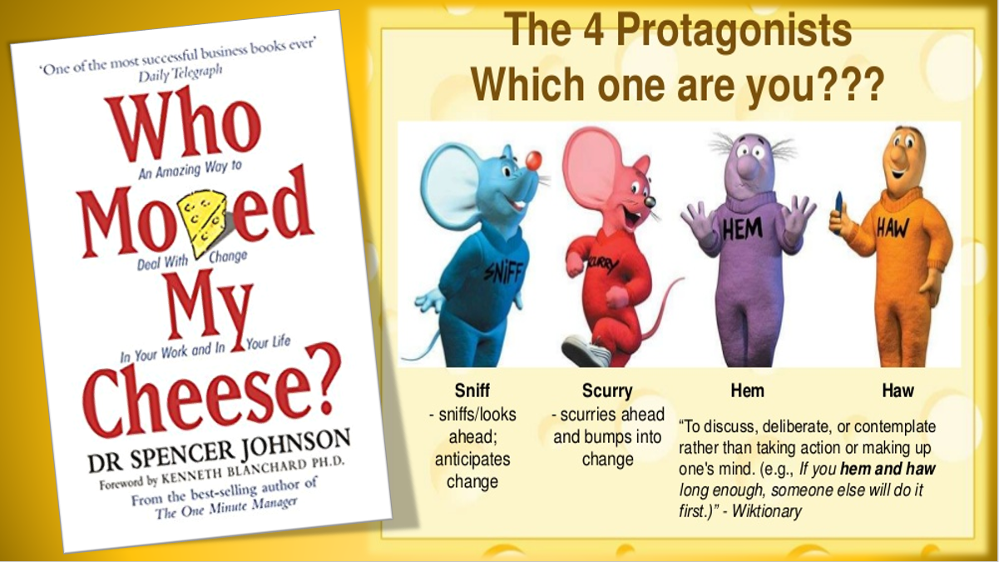 ‘One of the most successful business books ever’
Daily Telegraph
Who
An Amazing Way to
Moved
Deal With Change
My
In Your Work and In Your Life
Cheese?
DR SPENCER JOHNSON
Foreword by KENNETH BLANCHARD PH.D.
From the best-selling author of
The One Minute Manager
The 4 Protagonists
Which one are you???
SNiFF
SCURRY
HEM
HAW
Sniff
- sniffs/looks
ahead;
anticipates
change
Scurry
- scurries ahead
and bumps into
change
Hem
Haw
“To discuss, deliberate, or contemplate
rather than taking action or making up
one's mind. (e.g., If you hem and haw
long enough, someone else will do it
first.)” - Wiktionary